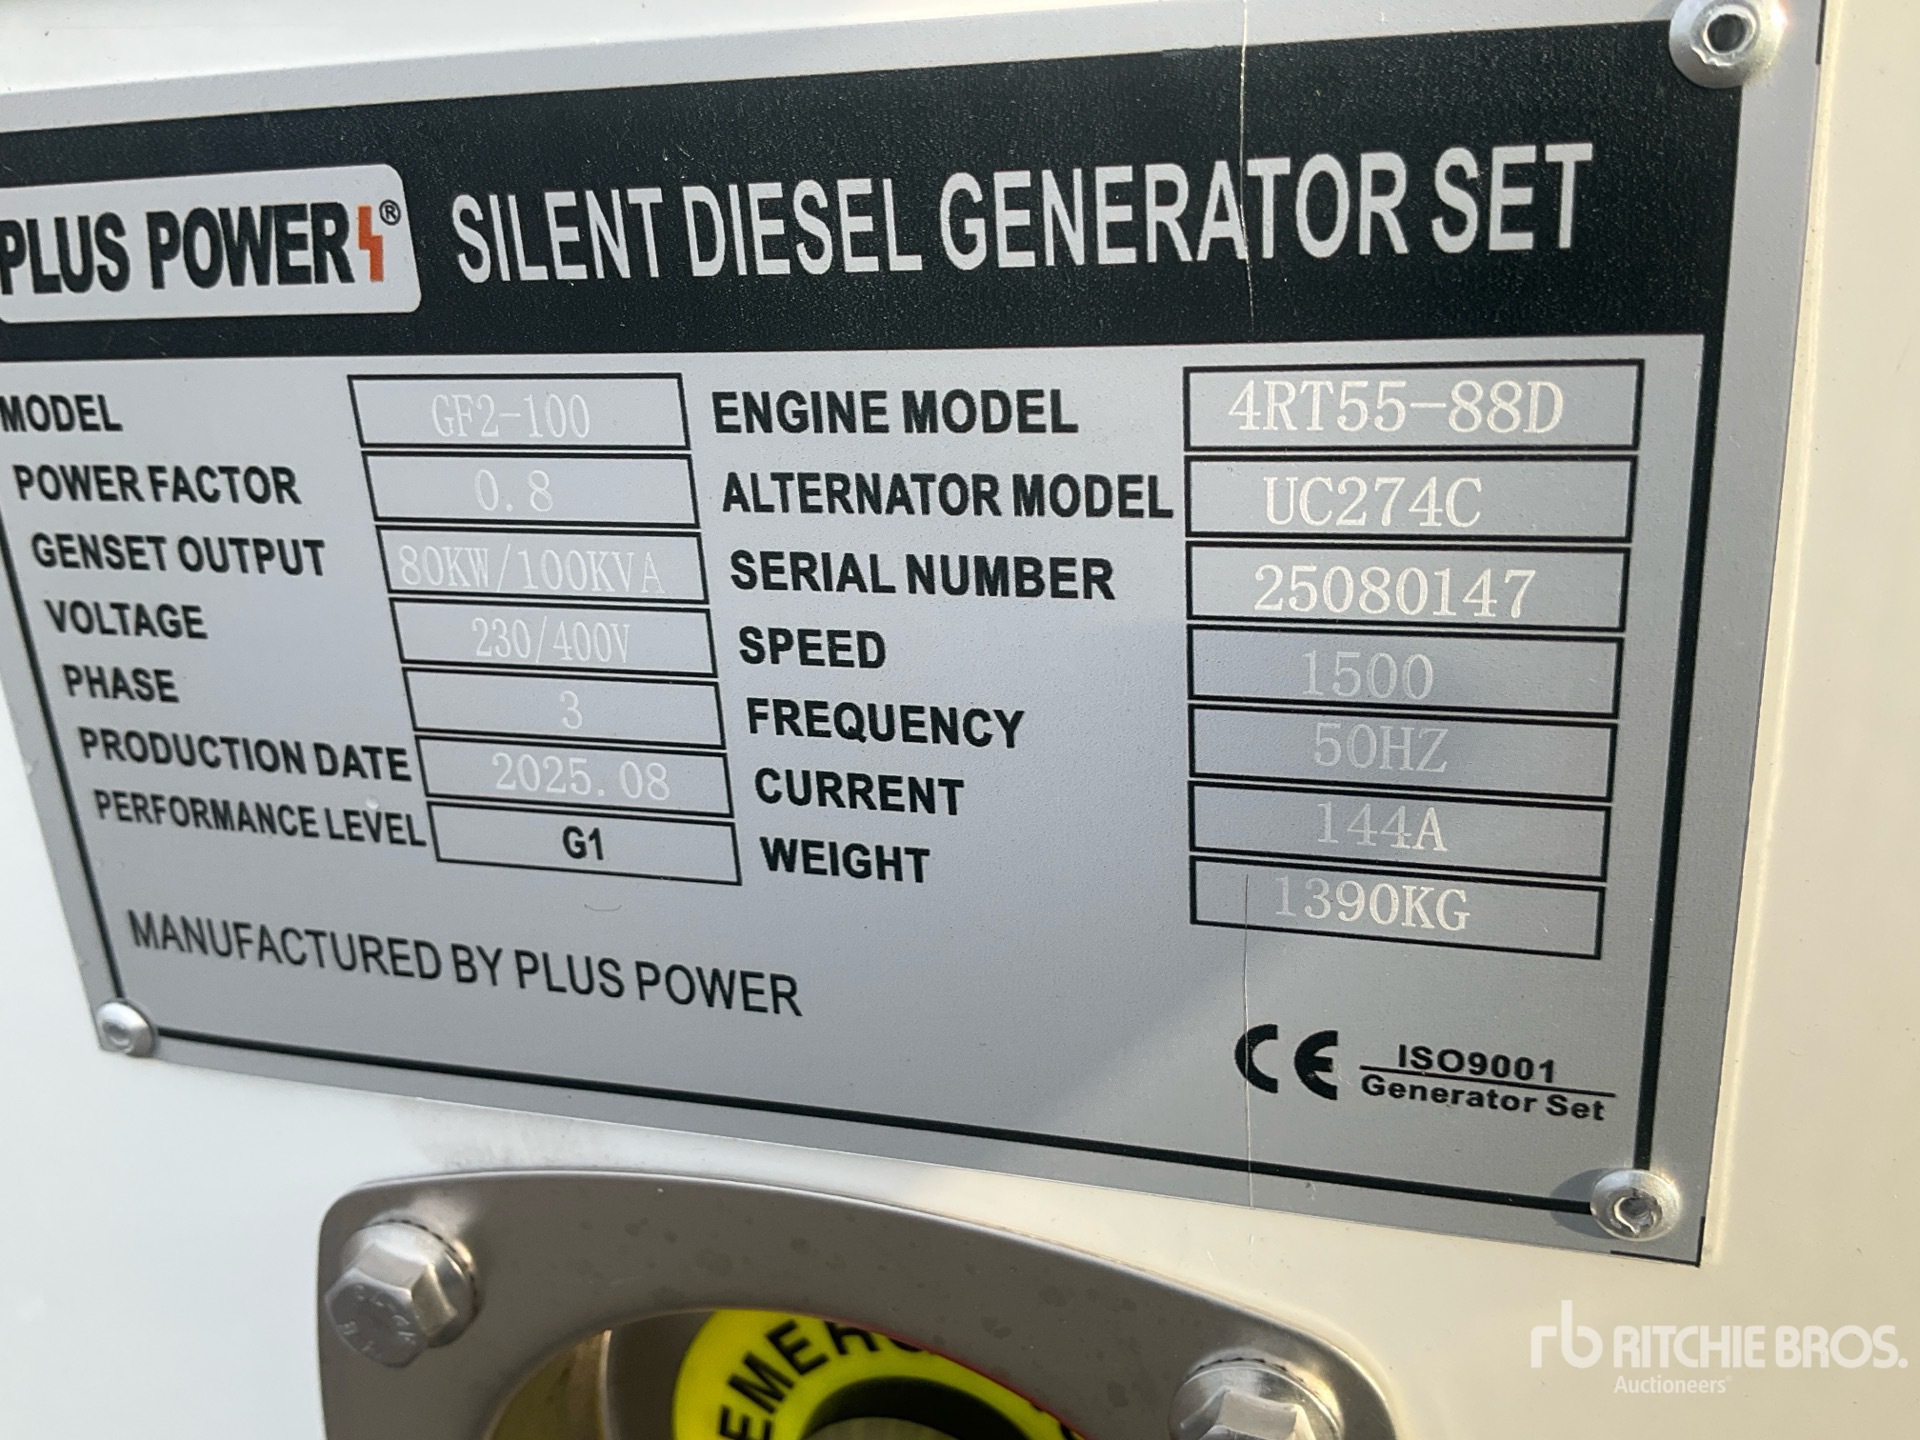 PLUS POWER ® SILENT DIESEL GENERATOR SET
MODEL GF2-100 ENGINE MODEL 4RT55-88D
POWER FACTOR 0.8 ALTERNATOR MODEL UC274C
GENSET OUTPUT 80KW/100KVA SERIAL NUMBER 25080147
VOLTAGE 230/400V SPEED 1500
PHASE 3 FREQUENCY 50HZ
PRODUCTION DATE 2025.08 CURRENT 144A
PERFORMANCE LEVEL G1 WEIGHT 1390KG
MANUFACTURED BY PLUS POWER
CE ISO9001
Generator Set
rb RITCHIE BROS.
Auctioneers